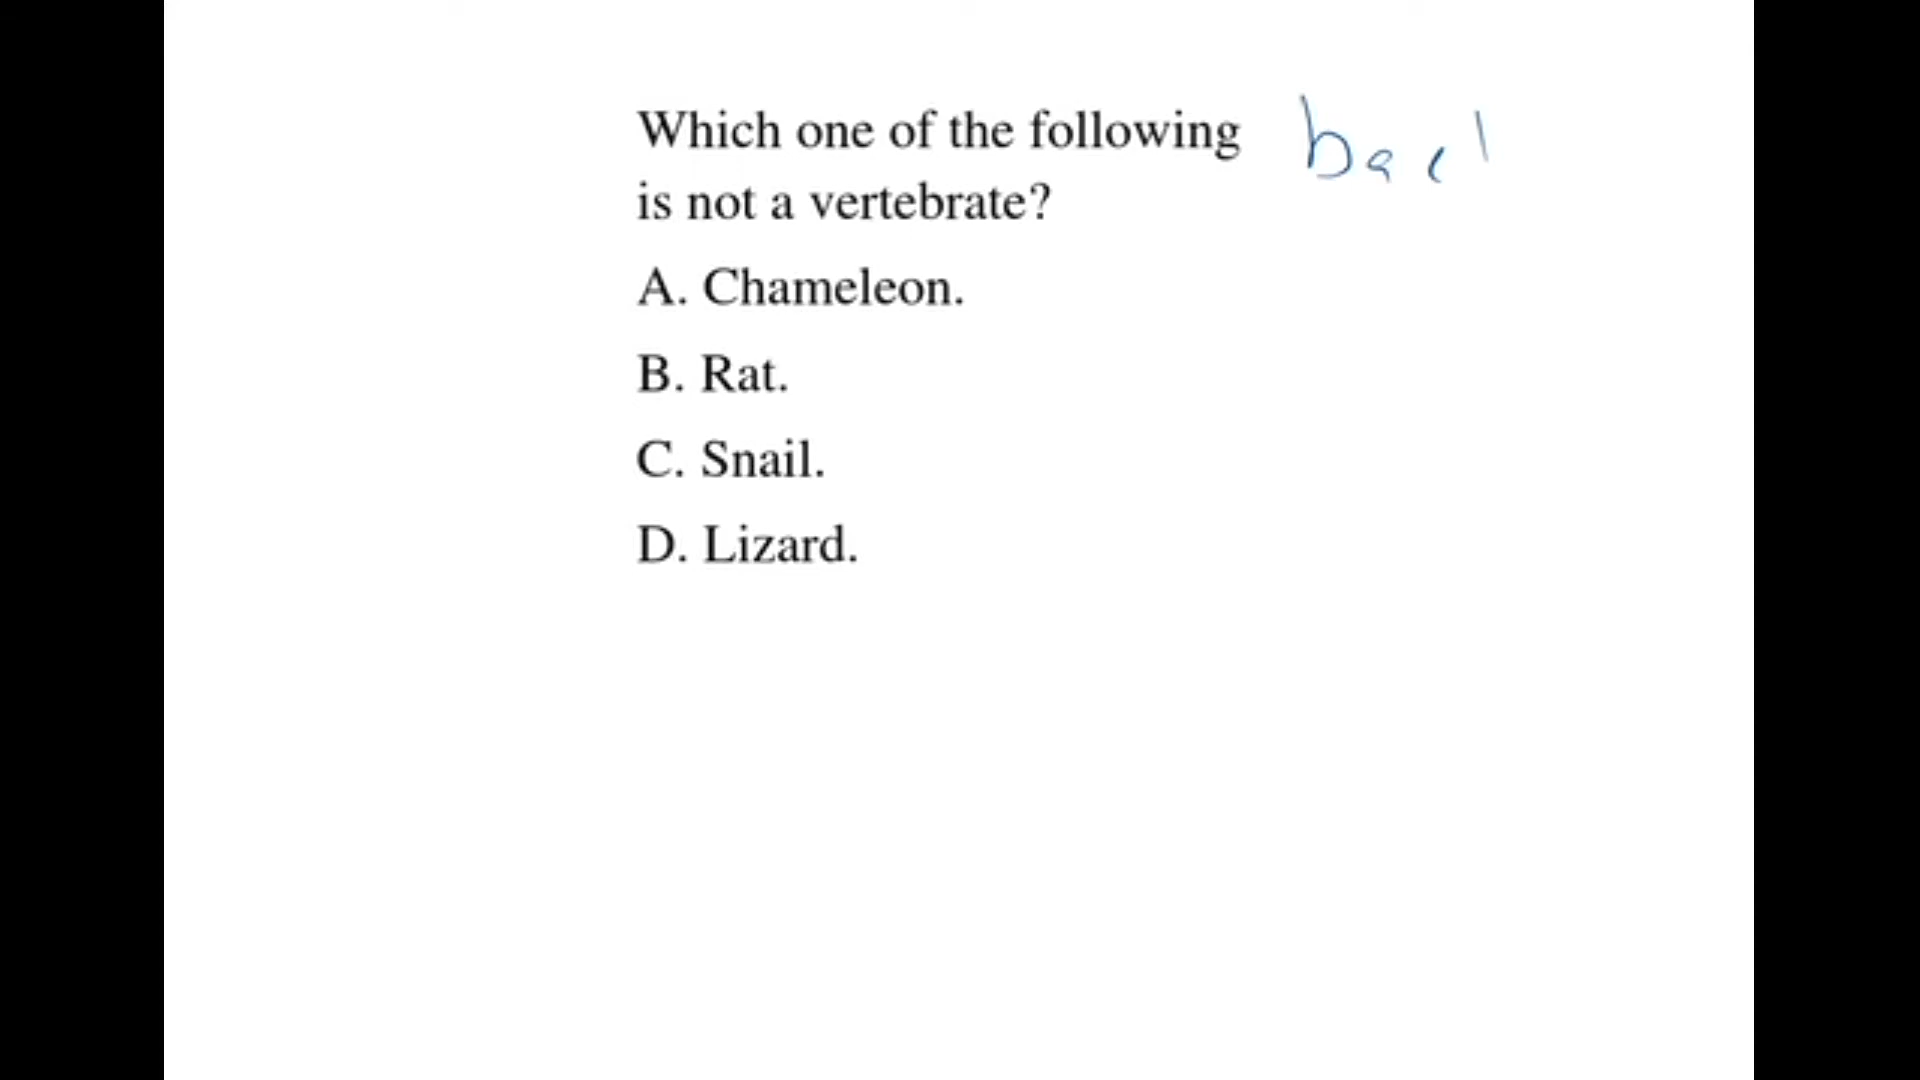 Which one of the following
is not a vertebrate?
A. Chameleon.
B. Rat.
C. Snail.
D. Lizard.